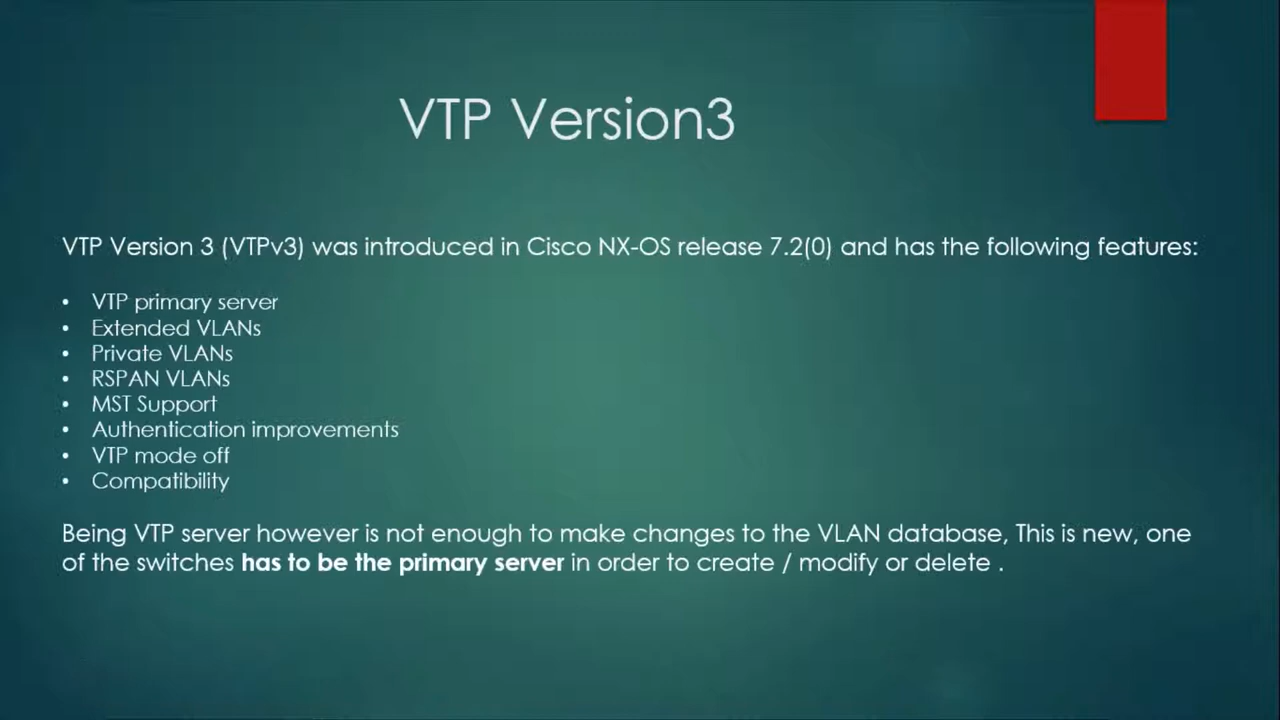 VTP Version3
VTP Version 3 (VTPv3) was introduced in Cisco NX-OS release 7.2(0) and has the following features:
• VTP primary server
• Extended VLANs
• Private VLANs
• RSPAN VLANs
• MST Support
• Authentication improvements
• VTP mode off
• Compatibility
Being VTP server however is not enough to make changes to the VLAN database, This is new, one
of the switches has to be the primary server in order to create / modify or delete .